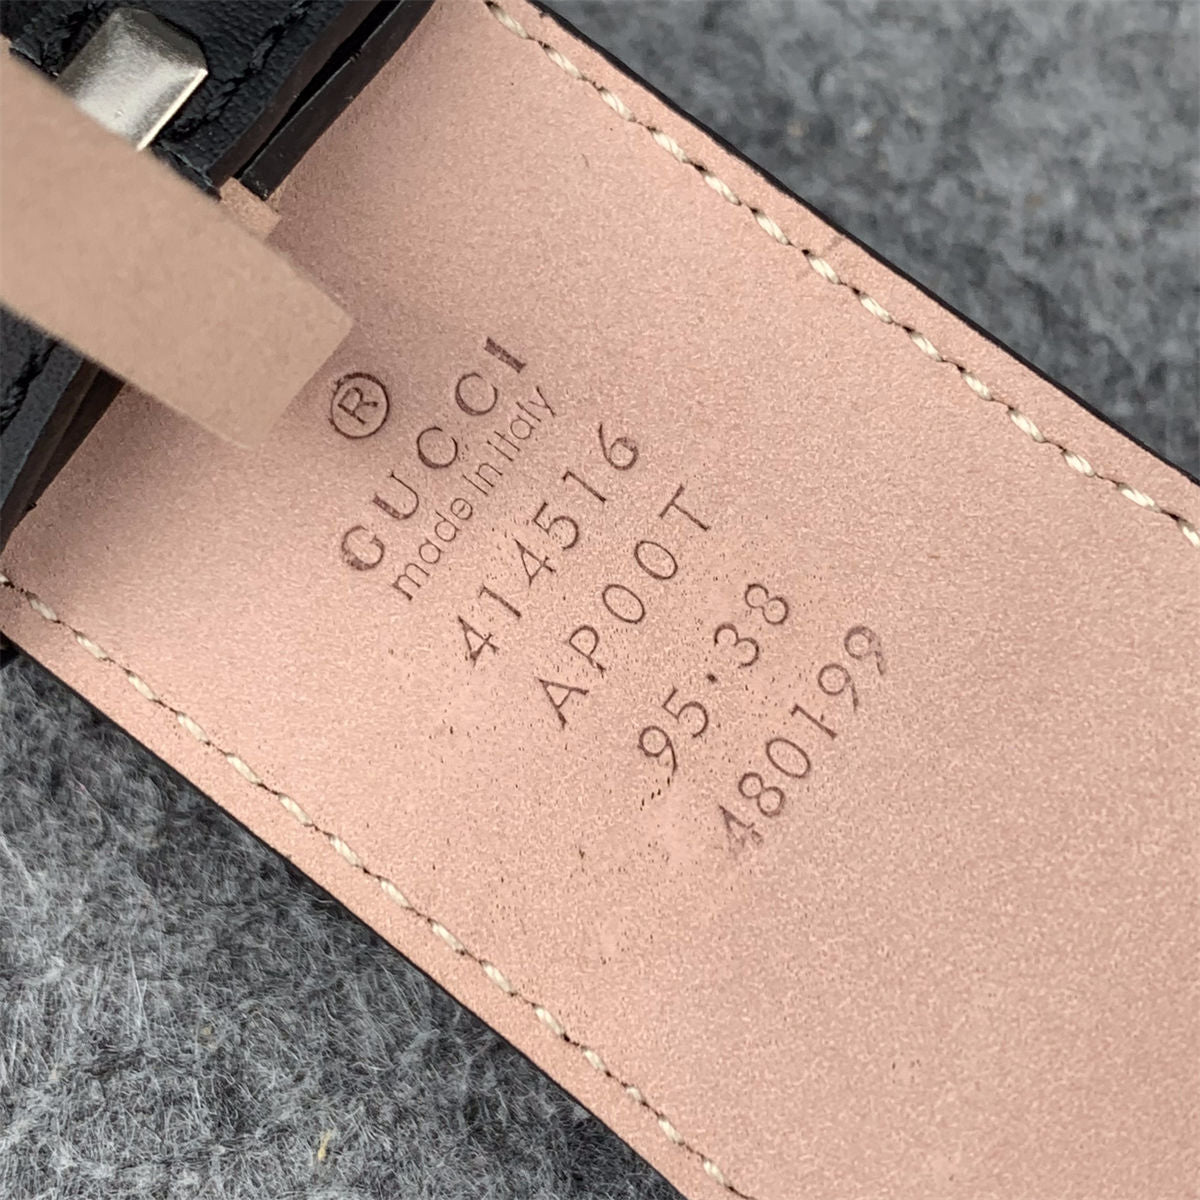 ®
GUCCI
made in italy
414516
AP00T
95·38
480199